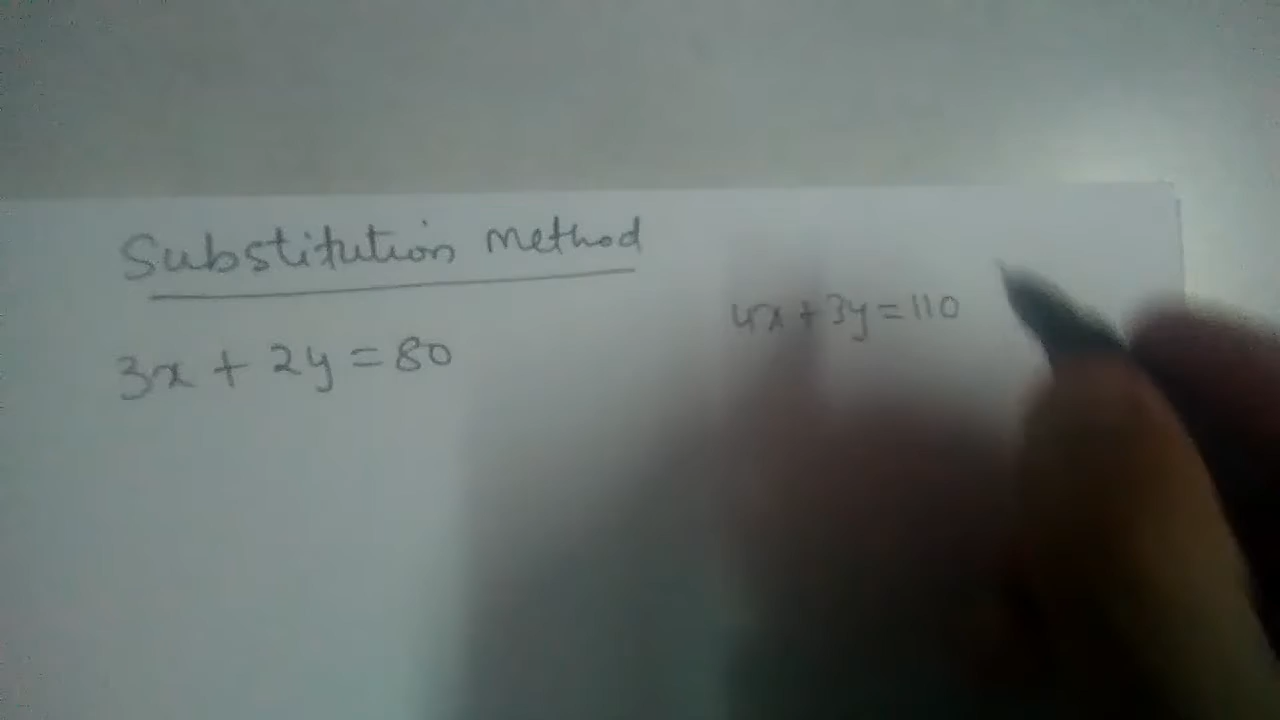 Substitution Method
3x + 2y = 80
4x + 3y = 110